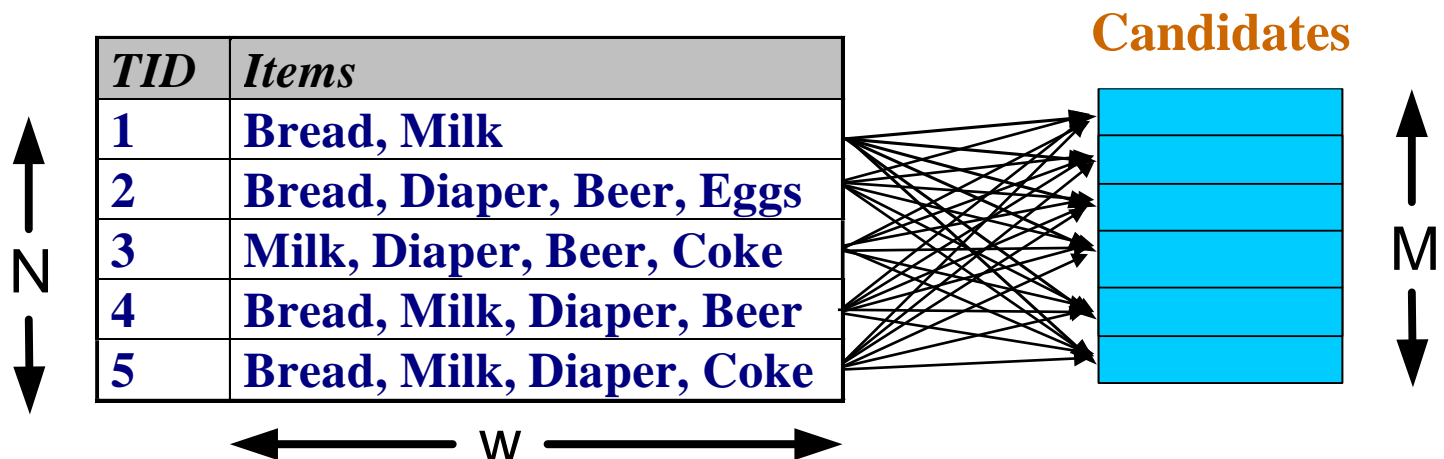 Candidates
TID Items
1 Bread, Milk
2 Bread, Diaper, Beer, Eggs
3 Milk, Diaper, Beer, Coke
4 Bread, Milk, Diaper, Beer
5 Bread, Milk, Diaper, Coke
N
M
w